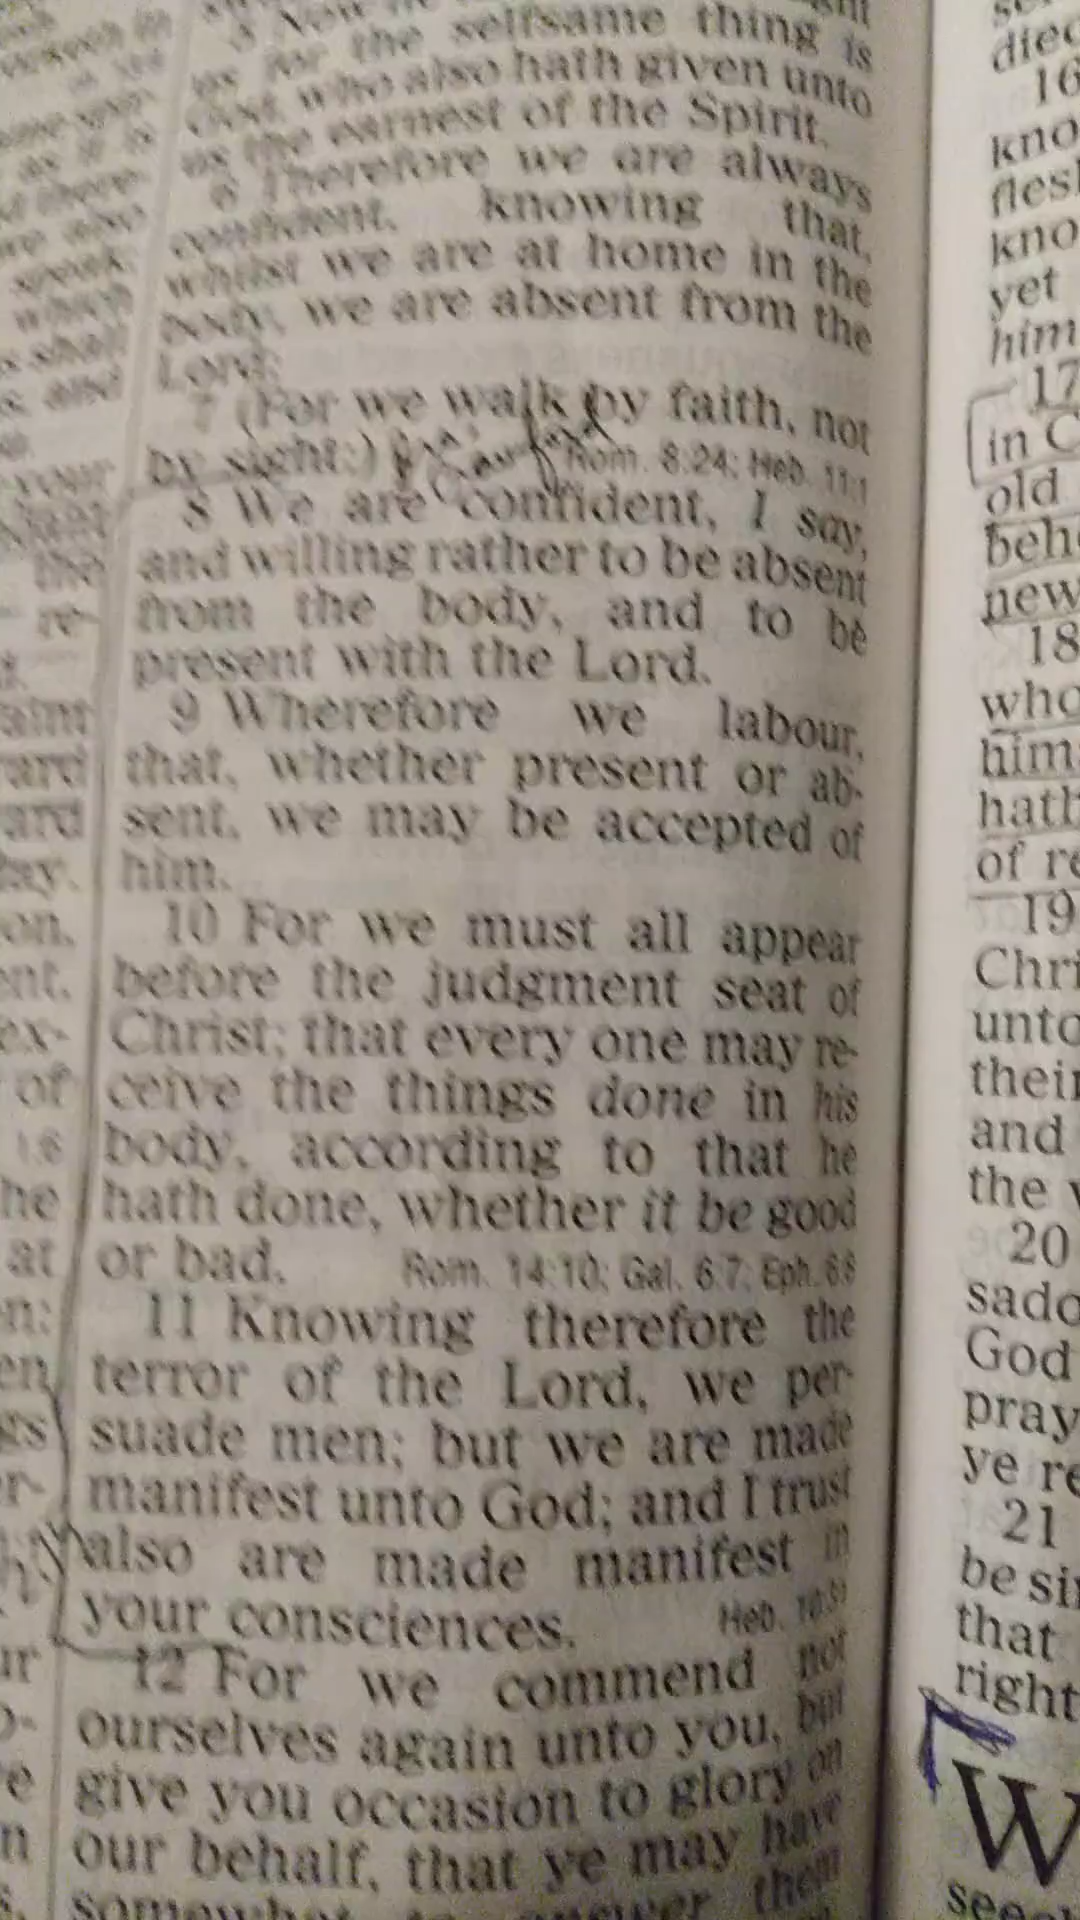 for the selfsame thing is
God, who also hath given unto
us the earnest of the Spirit.
6 Therefore we are always
confident, knowing that,
whilst we are at home in the
body, we are absent from the
Lord:
7 (For we walk by faith, not
by sight:)
Rom. 8:24; Heb. 11:1
8 We are confident, I say,
and willing rather to be absent
from the body, and to be
present with the Lord.
9 Wherefore we labour,
that, whether present or ab-
sent, we may be accepted of
him.
10 For we must all appear
before the judgment seat of
Christ; that every one may re-
ceive the things done in his
body, according to that he
hath done, whether it be good
or bad. Rom. 14:10; Gal. 6:7; Eph. 6:8
11 Knowing therefore the
terror of the Lord, we per-
suade men; but we are made
manifest unto God; and I trust
also are made manifest in
your consciences. Heb. 10:31
12 For we commend not
ourselves again unto you, but
give you occasion to glory on
our behalf, that ye may have
somewhat to answer them
16
kno
flesh
kno
yet
him
17
in C
old
beh
new
18
who
him
hath
of re
19
Chri
unto
their
and
the
20
sado
God
pray
ye re
21
be sin
that
right
W